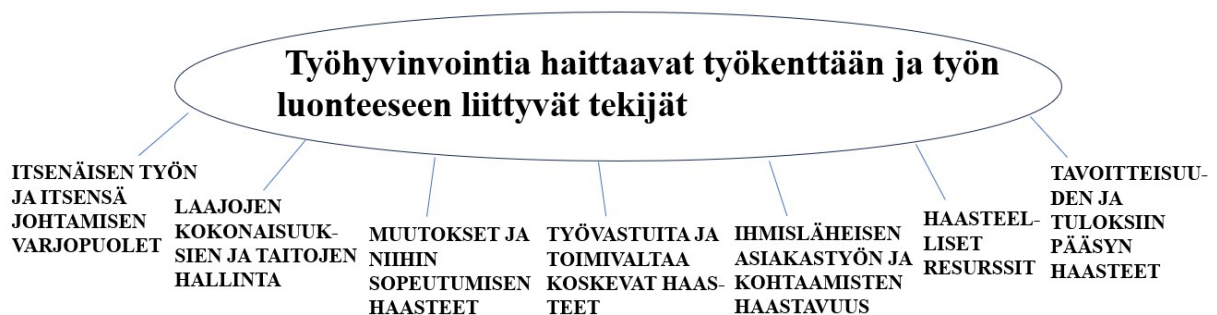 Työhyvinvointia haittaavat työkenttään ja työn
luonteeseen liittyvät tekijät
ITSENÄISEN TYÖN
JA ITSENSÄ
JOHTAMISEN
VARJOPUOLET
LAAJOJEN
KOKONAISUUK-
SIEN JA TAITOJEN
HALLINTA
MUUTOKSET JA
NIIHIN
SOPEUTUMISEN
HAASTEET
TYÖVASTUITA JA
TOIMIVALTAA
KOSKEVAT HAAS-
TEET
IHMISLÄHEISEN
ASIAKASTYÖN JA
KOHTAAMISTEN
HAASTAVUUS
HAASTEEL-
LISET
RESURSSIT
TAVOITTEISUU-
DEN JA
TULOKSIIN
PÄÄSYN
HAASTEET